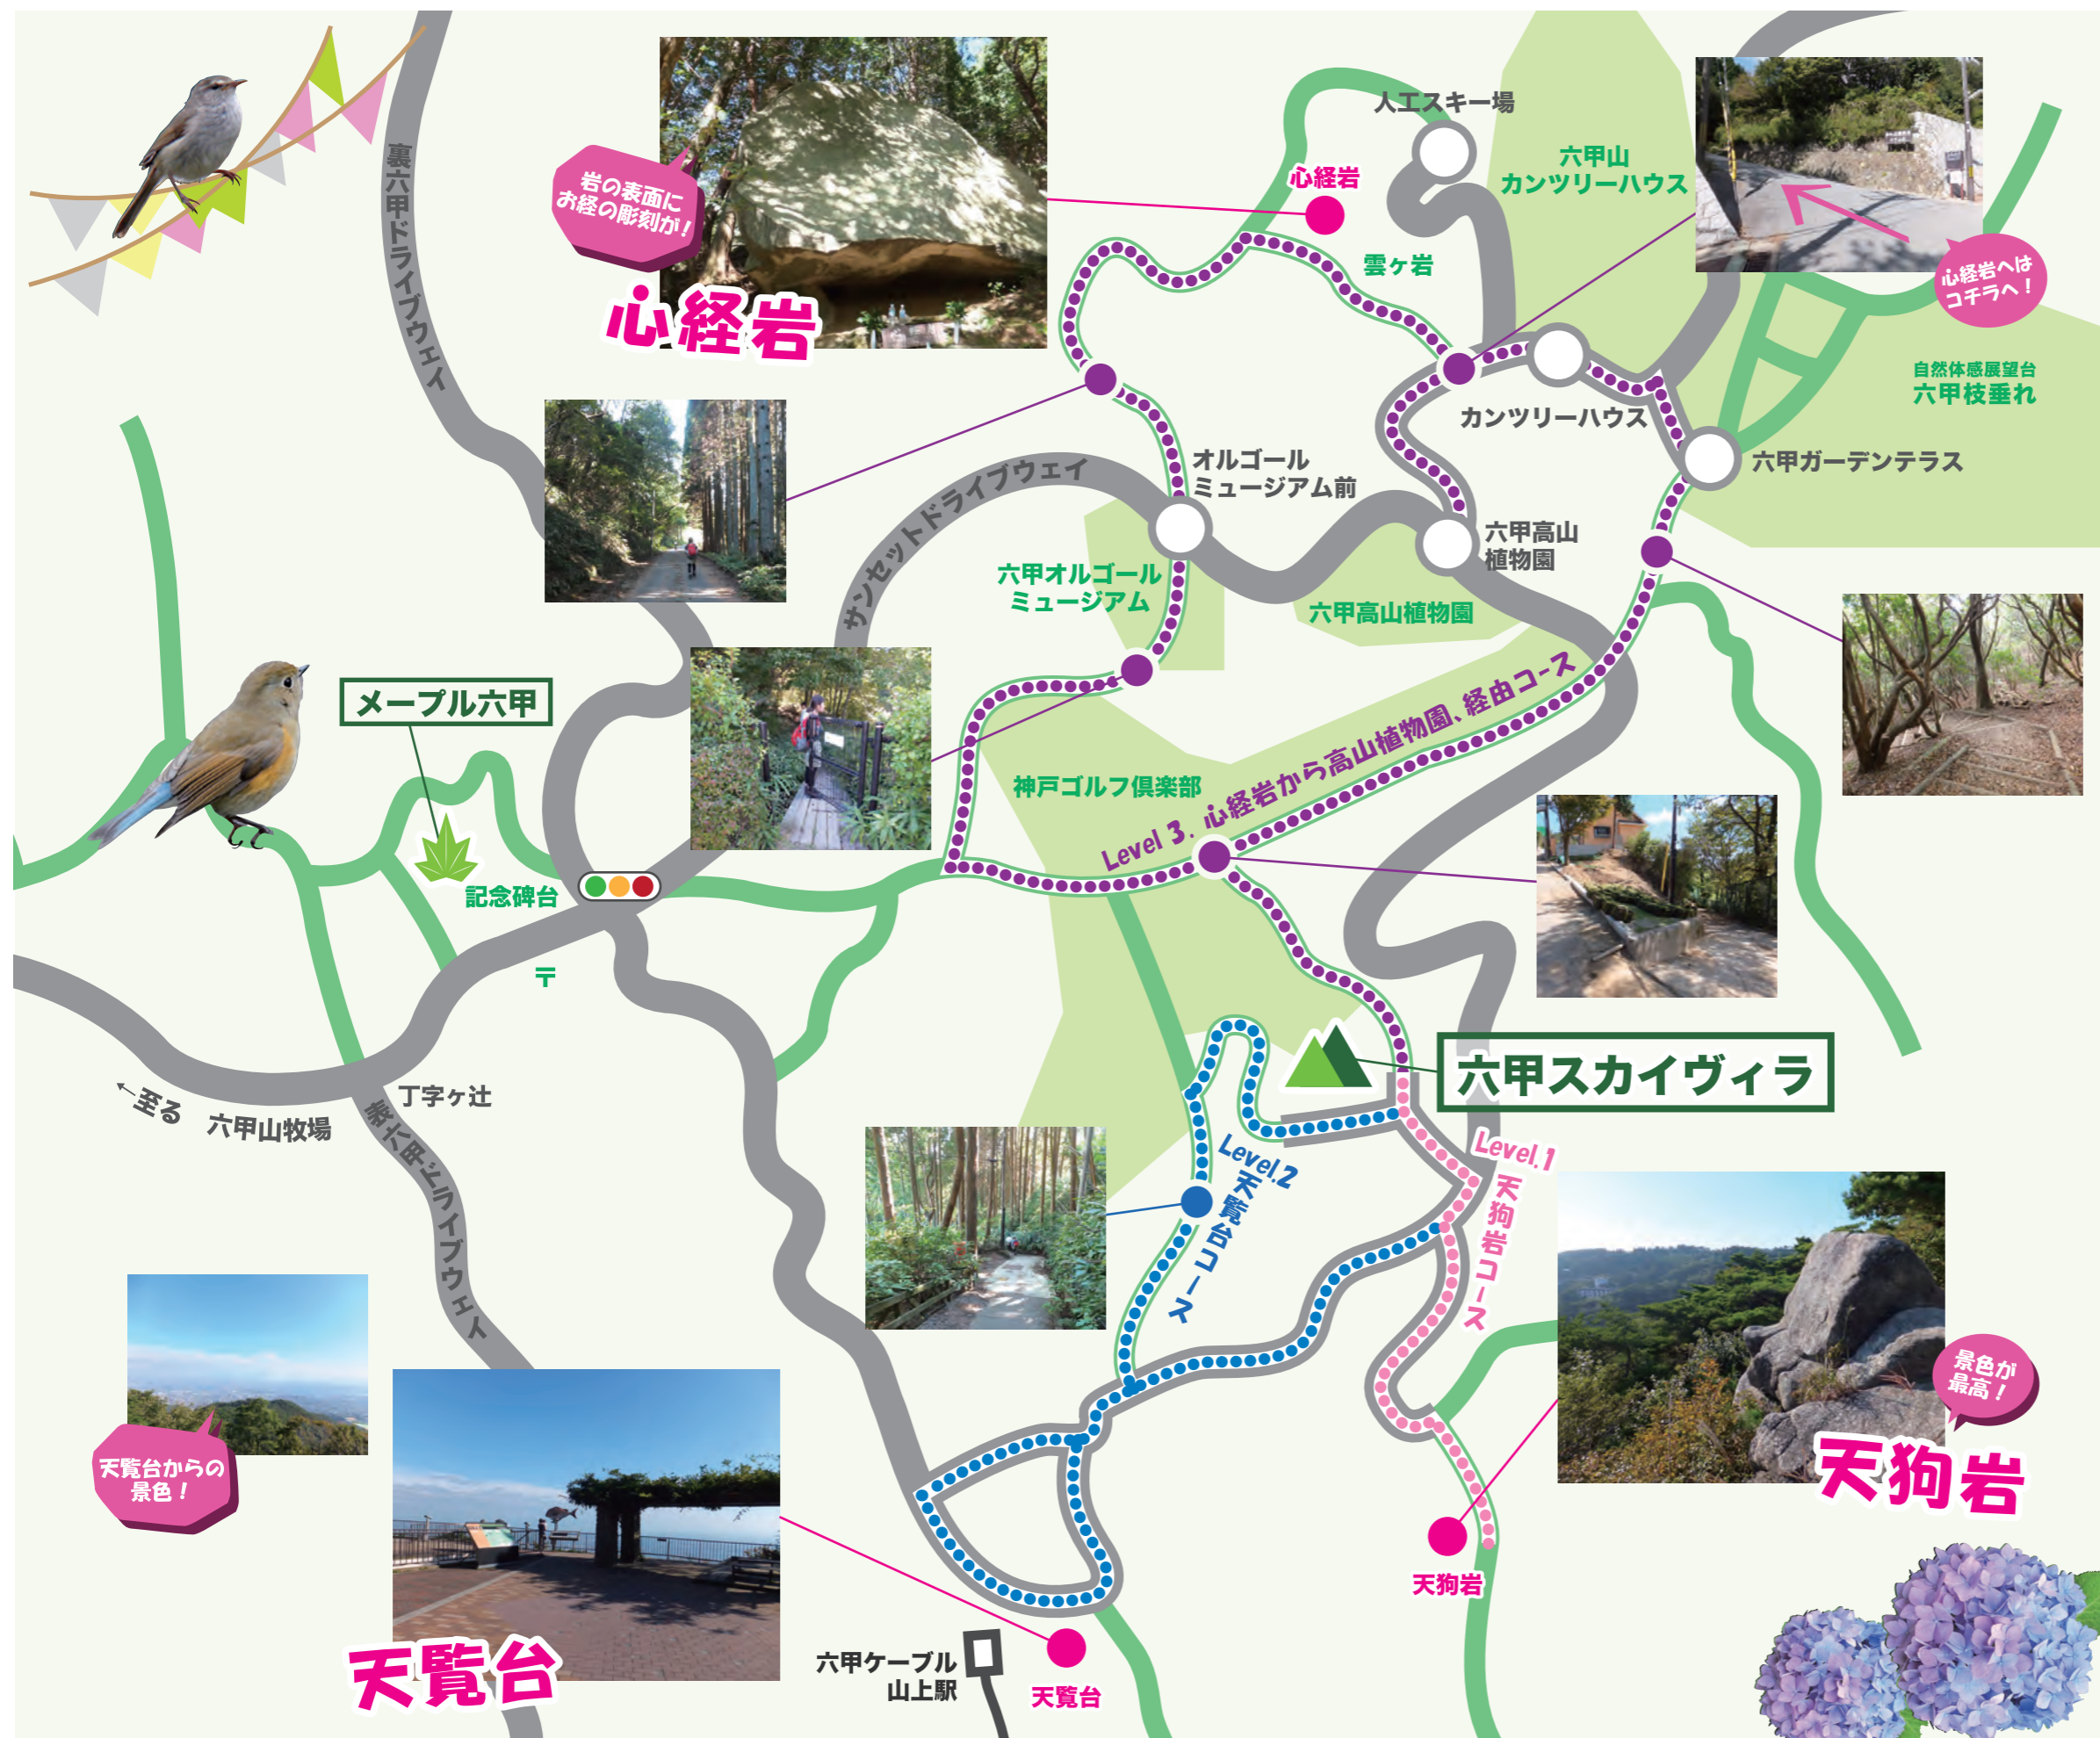 裏六甲ドライブウェイ
岩の表面に
お経の彫刻が！
心経岩
人工スキー場
心経岩
六甲山
カンツリーハウス
雲ヶ岩
心経岩へは
コチラへ！
自然体感展望台
六甲枝垂れ
カンツリーハウス
六甲ガーデンテラス
サンセットドライブウェイ
オルゴール
ミュージアム前
六甲高山
植物園
六甲オルゴール
ミュージアム
六甲高山植物園
メープル六甲
記念碑台
〒
神戸ゴルフ倶楽部
Level 3. 心経岩から高山植物園、経由コース
六甲スカイヴィラ
丁字ヶ辻
←至る　六甲山牧場
表六甲ドライブウェイ
Level.2
天覧台コース
Level.1
天狗岩コース
景色が
最高！
天狗岩
天覧台からの
景色！
天覧台
六甲ケーブル
山上駅
天覧台
天狗岩